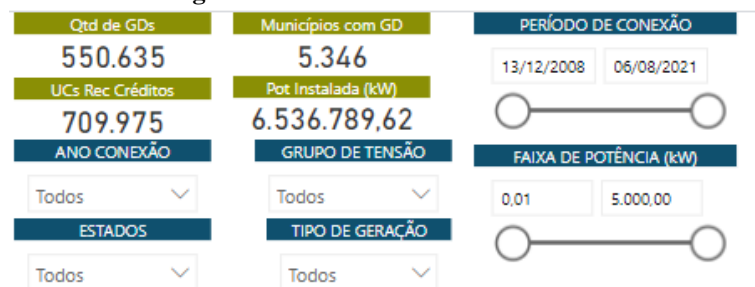 Qtd de GDs
550.635
UCs Rec Créditos
709.975
ANO CONEXÃO
Todos
ESTADOS
Todos
Municípios com GD
5.346
Pot Instalada (kW)
6.536.789,62
GRUPO DE TENSÃO
Todos
TIPO DE GERAÇÃO
Todos
PERÍODO DE CONEXÃO
13/12/2008 06/08/2021
FAIXA DE POTÊNCIA (kW)
0,01 5.000,00